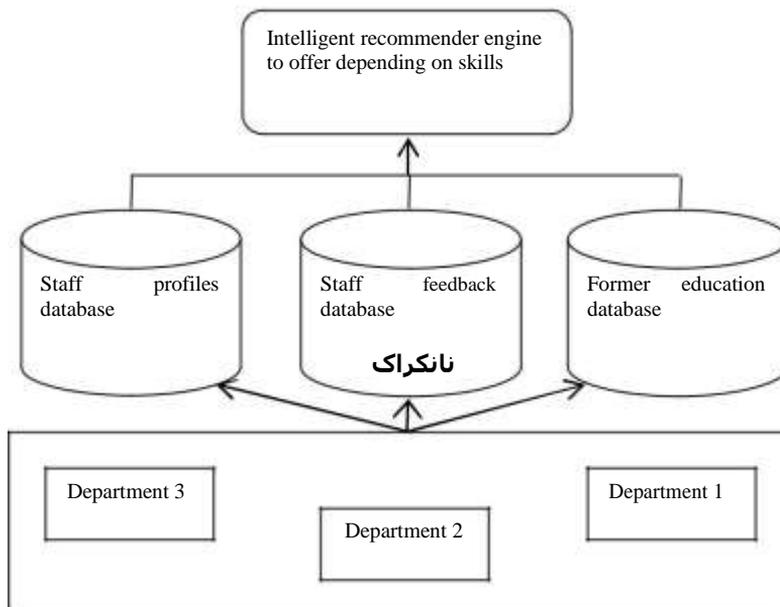 Intelligent recommender engine
to offer depending on skills
Staff profiles
database
Staff feedback
database
نانکراک
Former education
database
Department 3
Department 2
Department 1